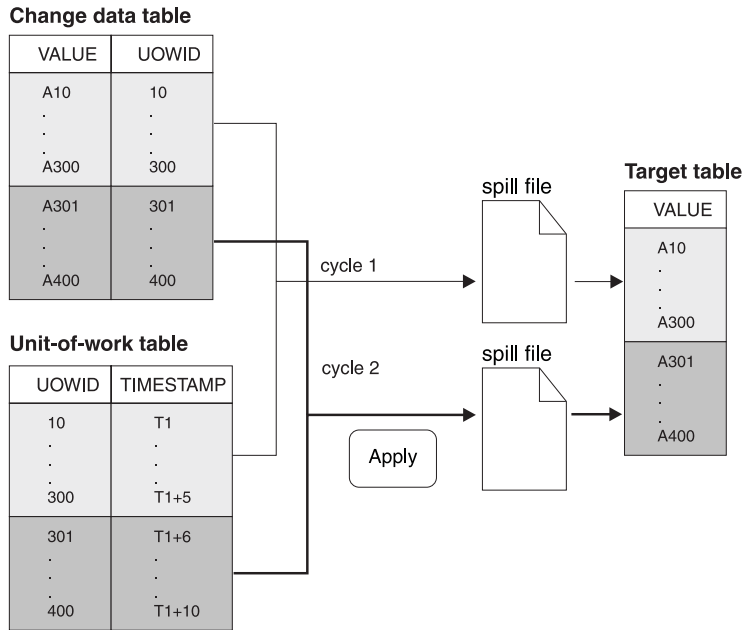 Change data table
VALUE UOWID
A10 10
. .
. .
. .
A300 300
A301 301
. .
. .
. .
A400 400
Unit-of-work table
UOWID TIMESTAMP
10 T1
. .
. .
. .
300 T1+5
301 T1+6
. .
. .
. .
400 T1+10
cycle 1
cycle 2
Apply
spill file
spill file
Target table
VALUE
A10
.
.
.
A300
A301
.
.
.
A400